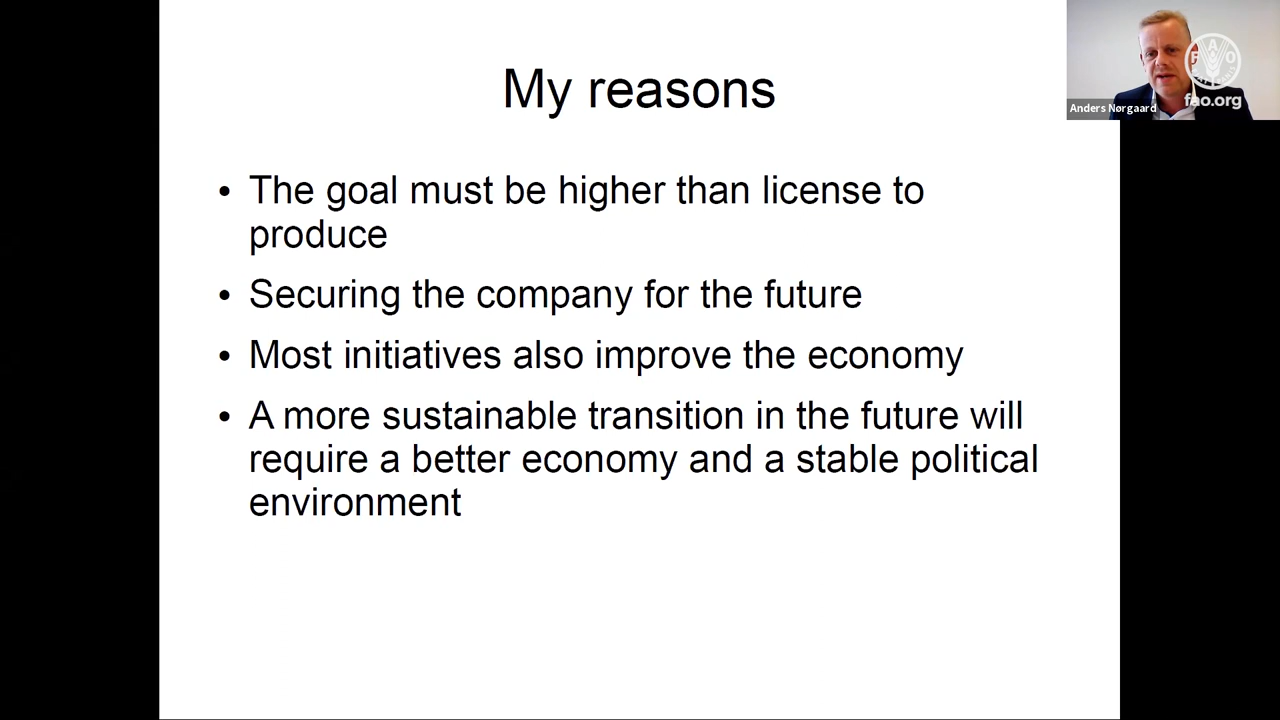 My reasons
• The goal must be higher than license to
produce
• Securing the company for the future
• Most initiatives also improve the economy
• A more sustainable transition in the future will
require a better economy and a stable political
environment
Anders Nørgaard
FAO
fao.org